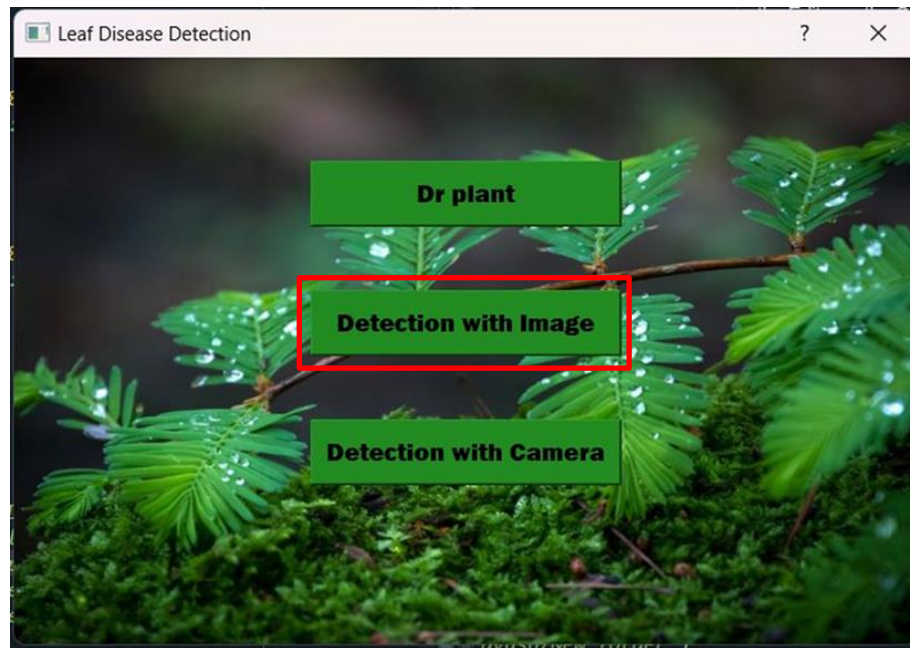 Leaf Disease Detection
Dr plant
Detection with Image
Detection with Camera